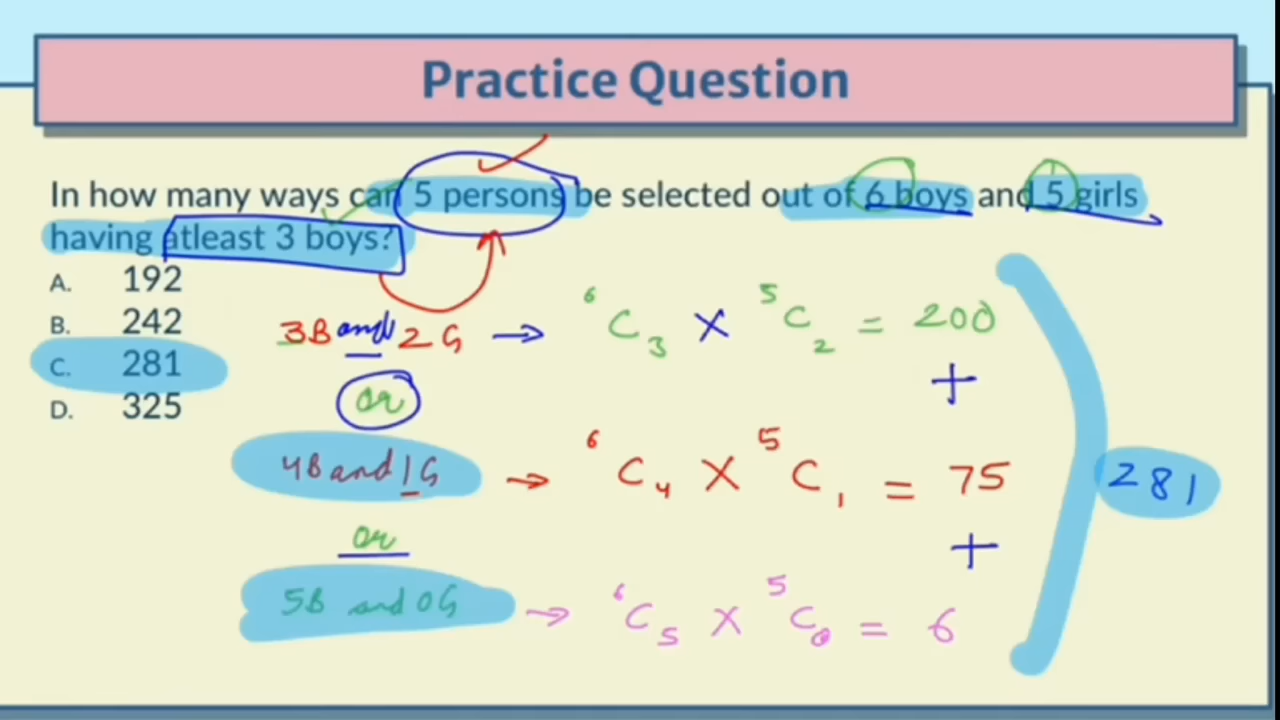 Practice Question
In how many ways can 5 persons be selected out of 6 boys and 5 girls
having atleast 3 boys?
A. 192
B. 242
C. 281
D. 325
3B and 2G → ⁶C₃ × ⁵C₂ = 200
or
+
4B and 1G → ⁶C₄ × ⁵C₁ = 75
or
+
5B and 0G → ⁶C₅ × ⁵C₀ = 6
281